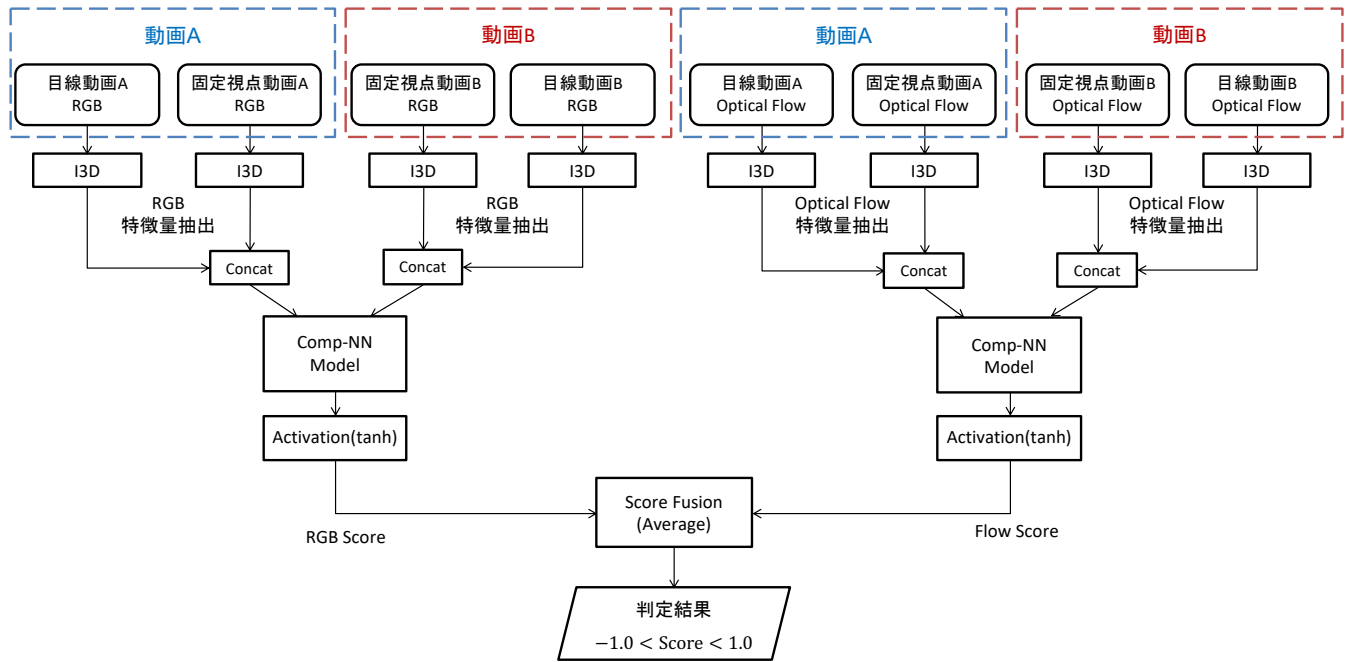 動画A
動画B
動画A
動画B
目線動画A
RGB
固定視点動画A
RGB
固定視点動画B
RGB
目線動画B
RGB
目線動画A
Optical Flow
固定視点動画A
Optical Flow
固定視点動画B
Optical Flow
目線動画B
Optical Flow
I3D
I3D
I3D
I3D
I3D
I3D
I3D
I3D
RGB
特徴量抽出
RGB
特徴量抽出
Optical Flow
特徴量抽出
Optical Flow
特徴量抽出
Concat
Concat
Concat
Concat
Comp-NN
Model
Comp-NN
Model
Activation(tanh)
Activation(tanh)
Score Fusion
(Average)
RGB Score
Flow Score
判定結果
−1.0 < Score < 1.0